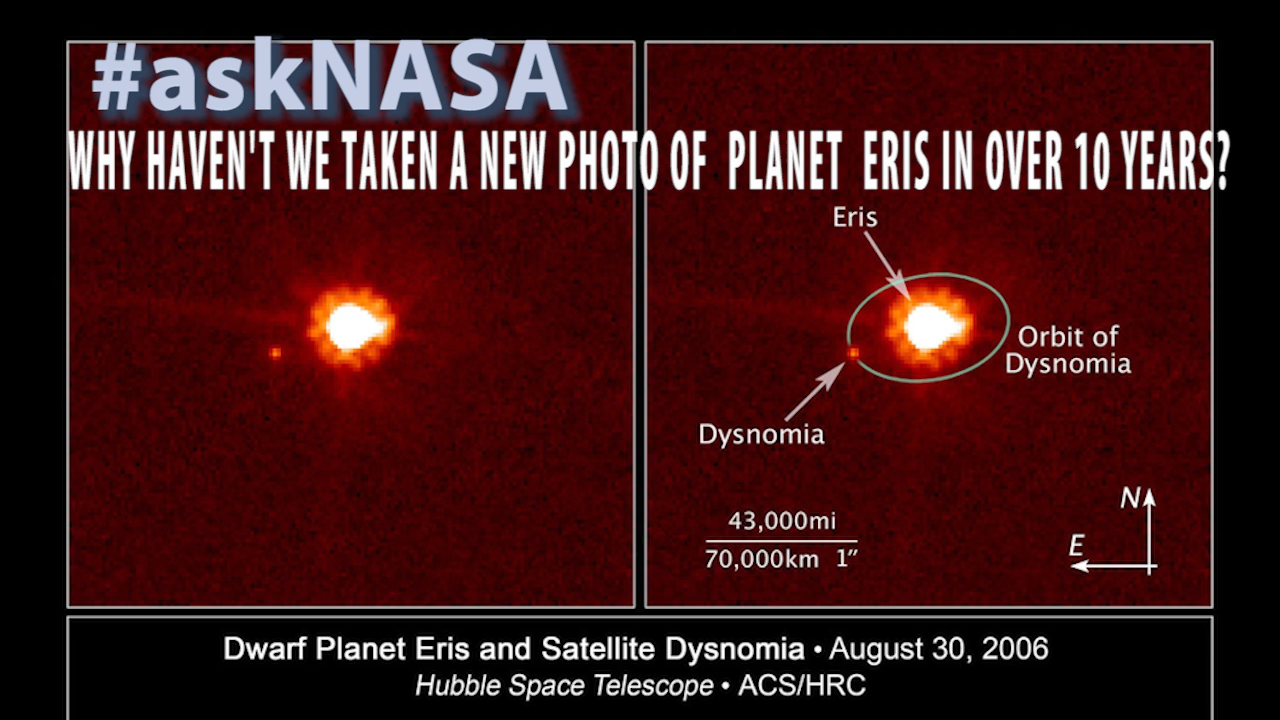 #askNASA
WHY HAVEN'T WE TAKEN A NEW PHOTO OF PLANET ERIS IN OVER 10 YEARS?
Eris
Orbit of
Dysnomia
Dysnomia
43,000mi
70,000km 1″
N
E
Dwarf Planet Eris and Satellite Dysnomia • August 30, 2006
Hubble Space Telescope • ACS/HRC